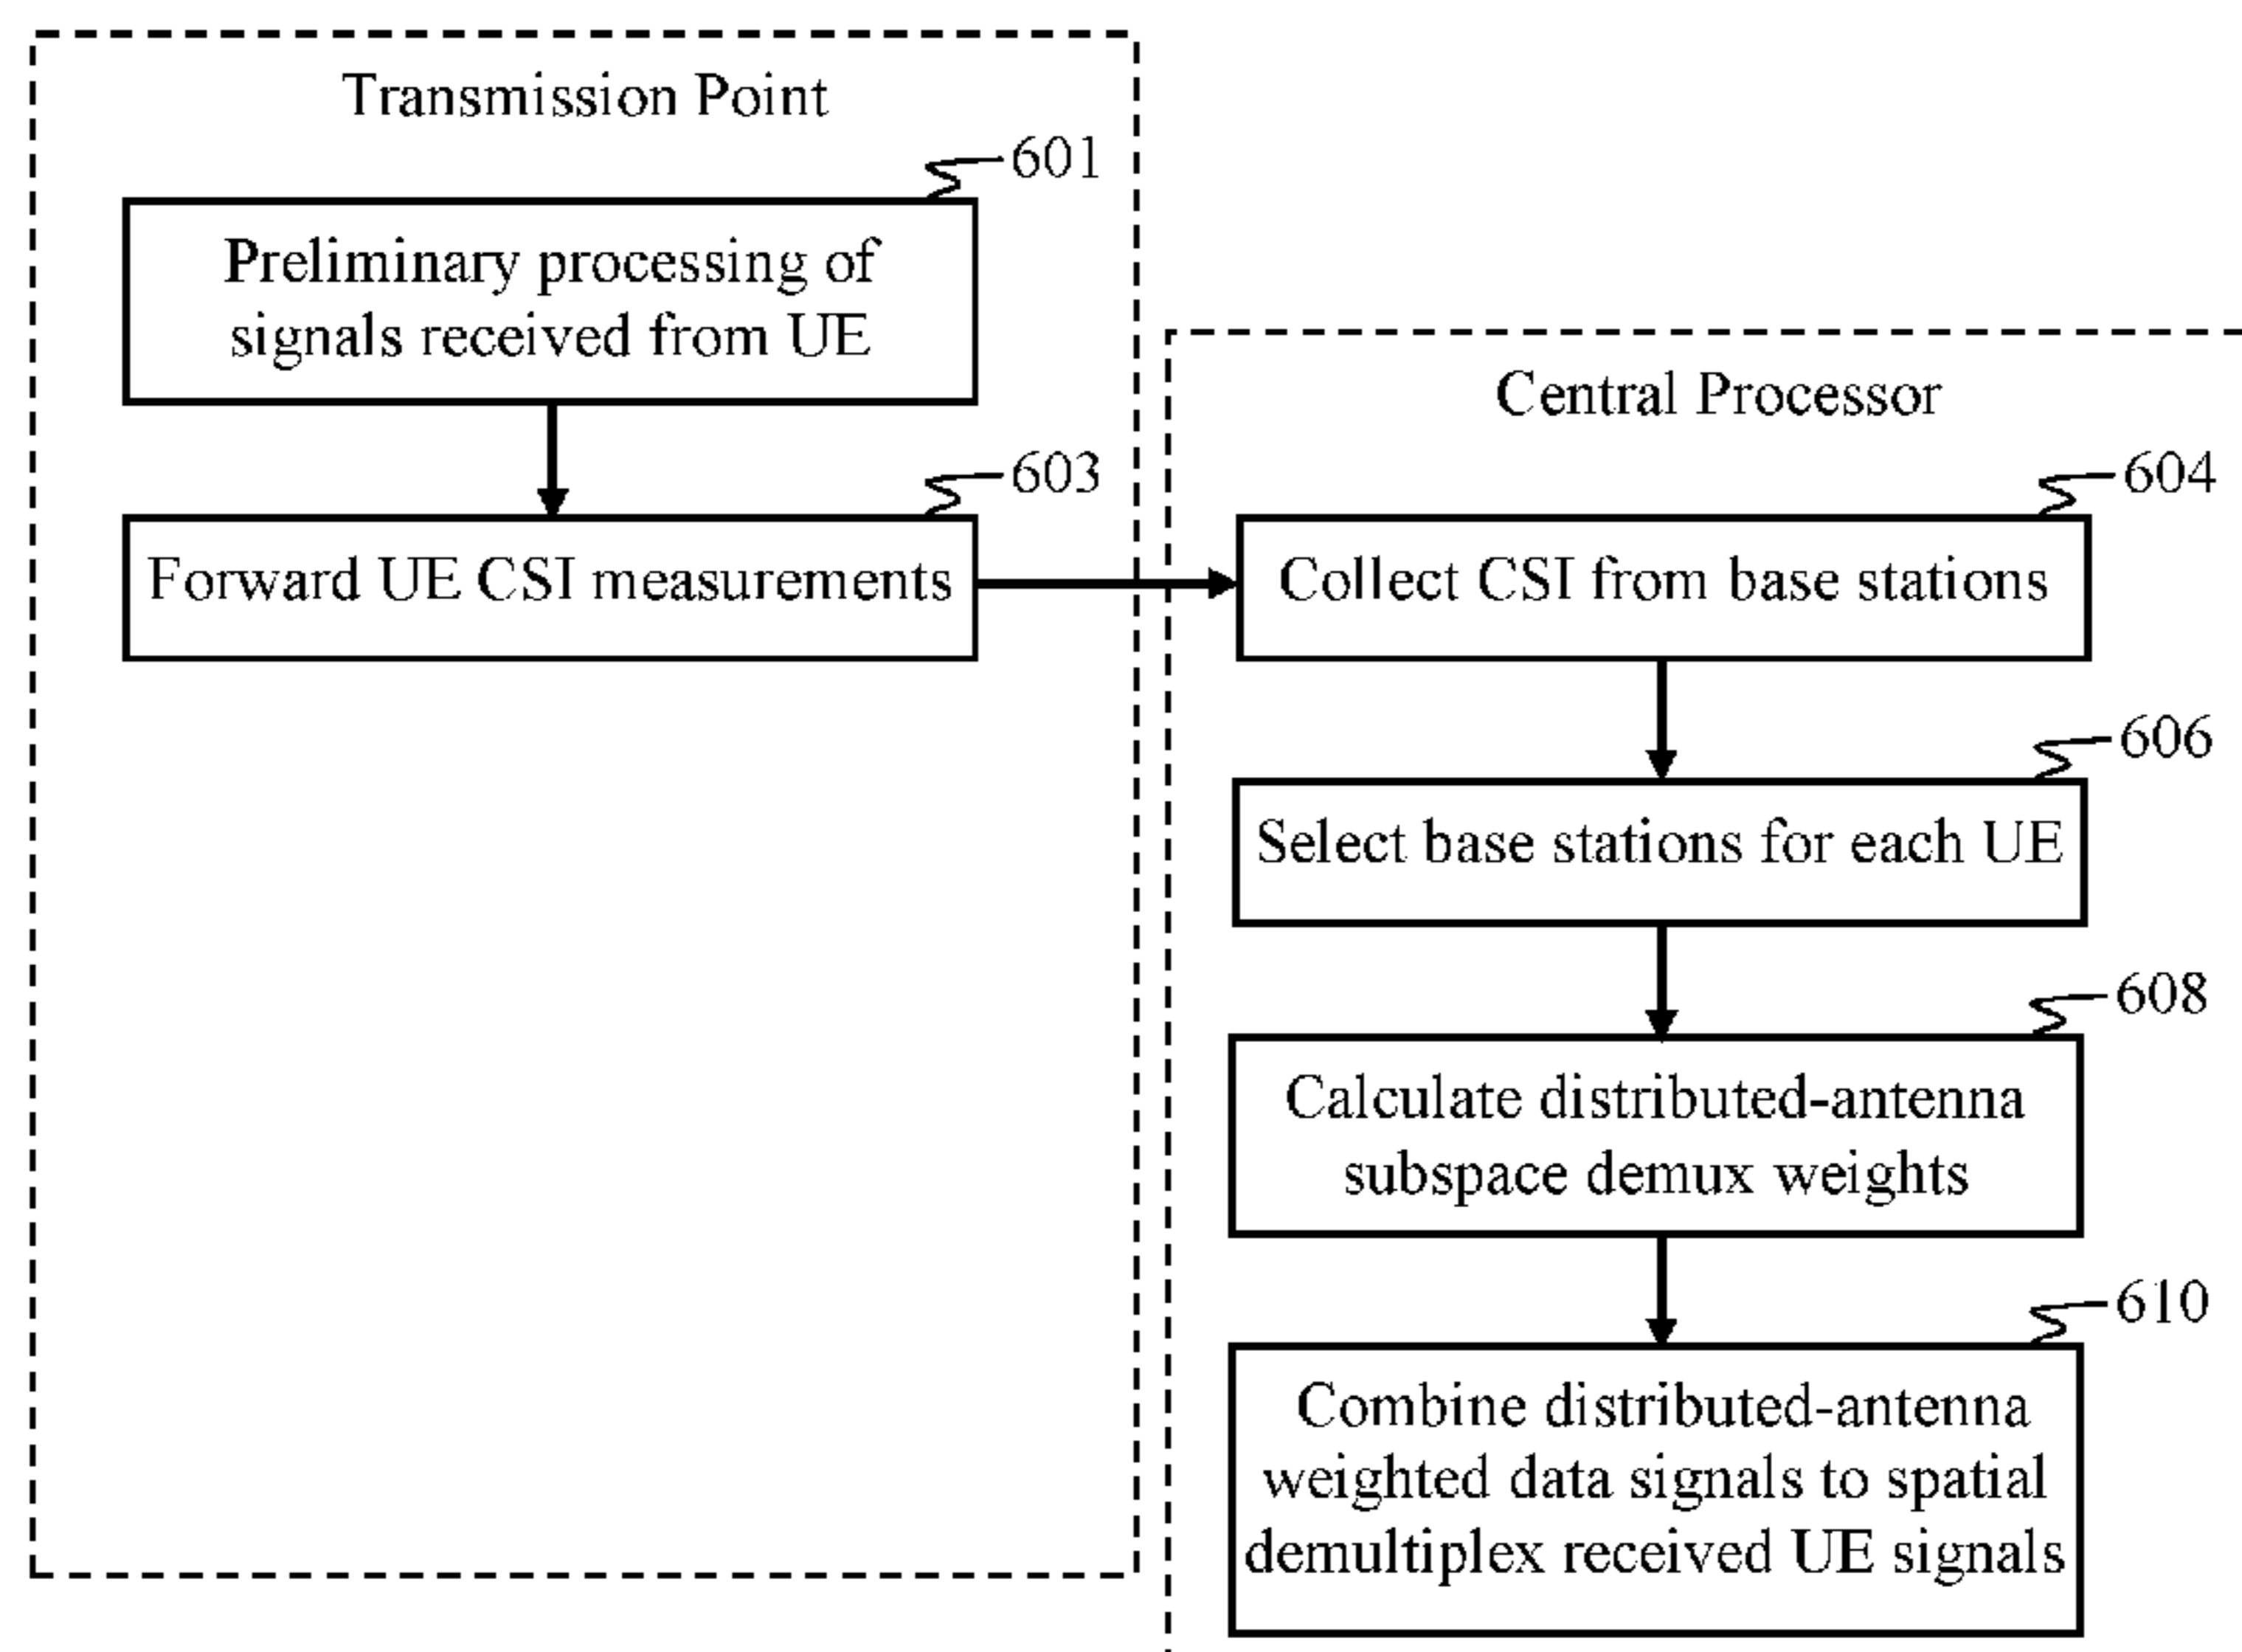 Transmission Point
601
Preliminary processing of
signals received from UE
603
Forward UE CSI measurements
Central Processor
604
Collect CSI from base stations
606
Select base stations for each UE
608
Calculate distributed-antenna
subspace demux weights
610
Combine distributed-antenna
weighted data signals to spatial
demultiplex received UE signals